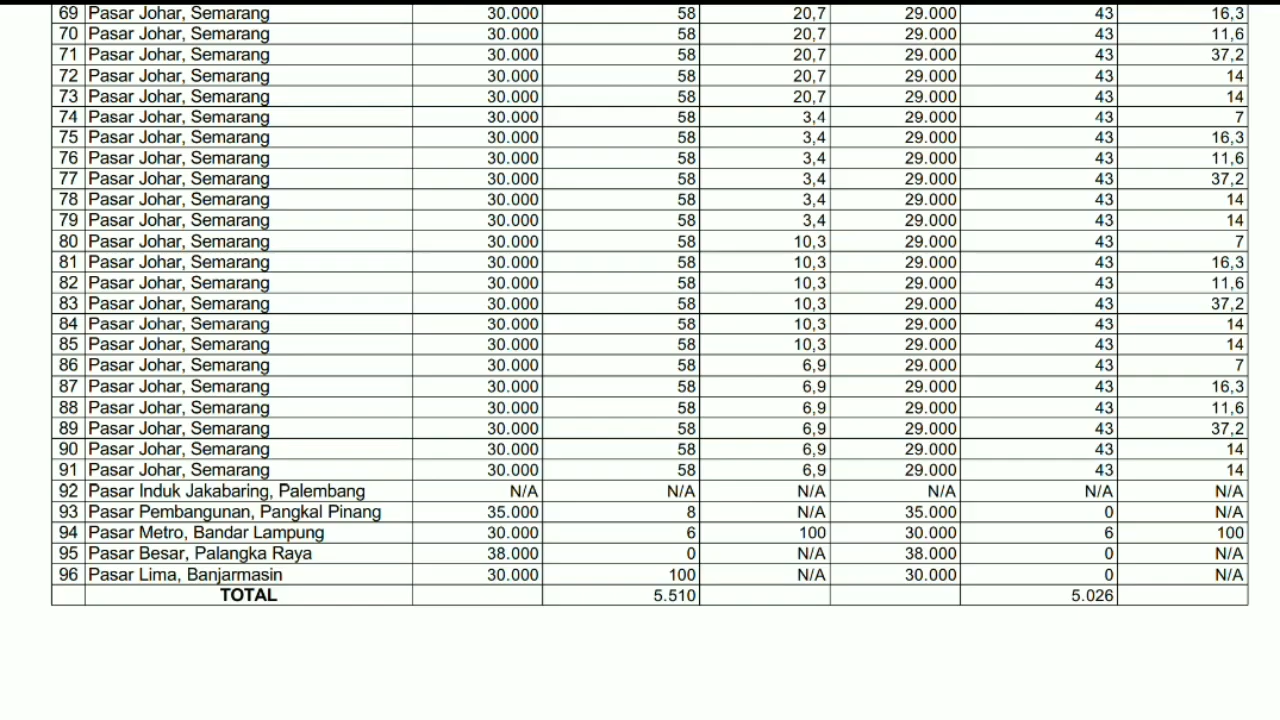 69 Pasar Johar, Semarang 30.000 58 20,7 29.000 43 16,3
70 Pasar Johar, Semarang 30.000 58 20,7 29.000 43 11,6
71 Pasar Johar, Semarang 30.000 58 20,7 29.000 43 37,2
72 Pasar Johar, Semarang 30.000 58 20,7 29.000 43 14
73 Pasar Johar, Semarang 30.000 58 20,7 29.000 43 14
74 Pasar Johar, Semarang 30.000 58 3,4 29.000 43 7
75 Pasar Johar, Semarang 30.000 58 3,4 29.000 43 16,3
76 Pasar Johar, Semarang 30.000 58 3,4 29.000 43 11,6
77 Pasar Johar, Semarang 30.000 58 3,4 29.000 43 37,2
78 Pasar Johar, Semarang 30.000 58 3,4 29.000 43 14
79 Pasar Johar, Semarang 30.000 58 3,4 29.000 43 14
80 Pasar Johar, Semarang 30.000 58 10,3 29.000 43 7
81 Pasar Johar, Semarang 30.000 58 10,3 29.000 43 16,3
82 Pasar Johar, Semarang 30.000 58 10,3 29.000 43 11,6
83 Pasar Johar, Semarang 30.000 58 10,3 29.000 43 37,2
84 Pasar Johar, Semarang 30.000 58 10,3 29.000 43 14
85 Pasar Johar, Semarang 30.000 58 10,3 29.000 43 14
86 Pasar Johar, Semarang 30.000 58 6,9 29.000 43 7
87 Pasar Johar, Semarang 30.000 58 6,9 29.000 43 16,3
88 Pasar Johar, Semarang 30.000 58 6,9 29.000 43 11,6
89 Pasar Johar, Semarang 30.000 58 6,9 29.000 43 37,2
90 Pasar Johar, Semarang 30.000 58 6,9 29.000 43 14
91 Pasar Johar, Semarang 30.000 58 6,9 29.000 43 14
92 Pasar Induk Jakabaring, Palembang N/A N/A N/A N/A N/A N/A
93 Pasar Pembangunan, Pangkal Pinang 35.000 8 N/A 35.000 0 N/A
94 Pasar Metro, Bandar Lampung 30.000 6 100 30.000 6 100
95 Pasar Besar, Palangka Raya 38.000 0 N/A 38.000 0 N/A
96 Pasar Lima, Banjarmasin 30.000 100 N/A 30.000 0 N/A
TOTAL 5.510 5.026